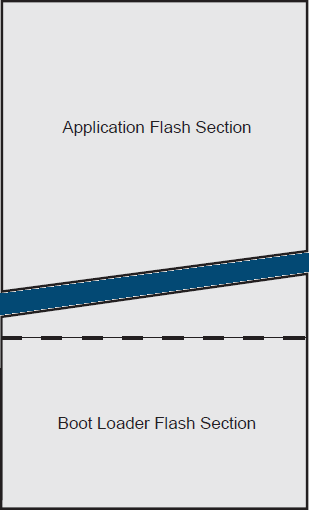 Application Flash Section
Boot Loader Flash Section